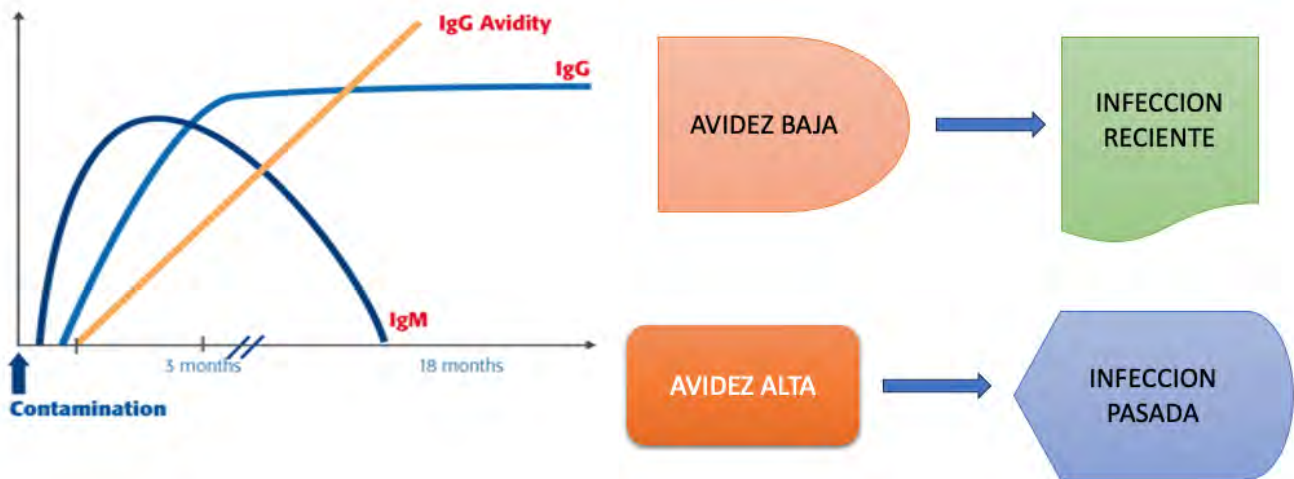 IgG Avidity
IgG
IgM
3 months
18 months
Contamination
AVIDEZ BAJA
INFECCION
RECIENTE
AVIDEZ ALTA
INFECCION
PASADA